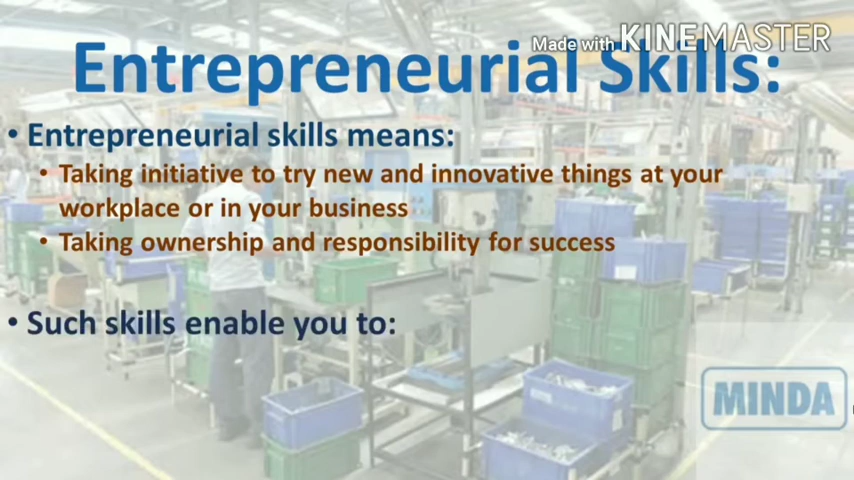 Made with KINEMASTER
Entrepreneurial Skills:
• Entrepreneurial skills means:
• Taking initiative to try new and innovative things at your
workplace or in your business
• Taking ownership and responsibility for success
• Such skills enable you to:
MINDA